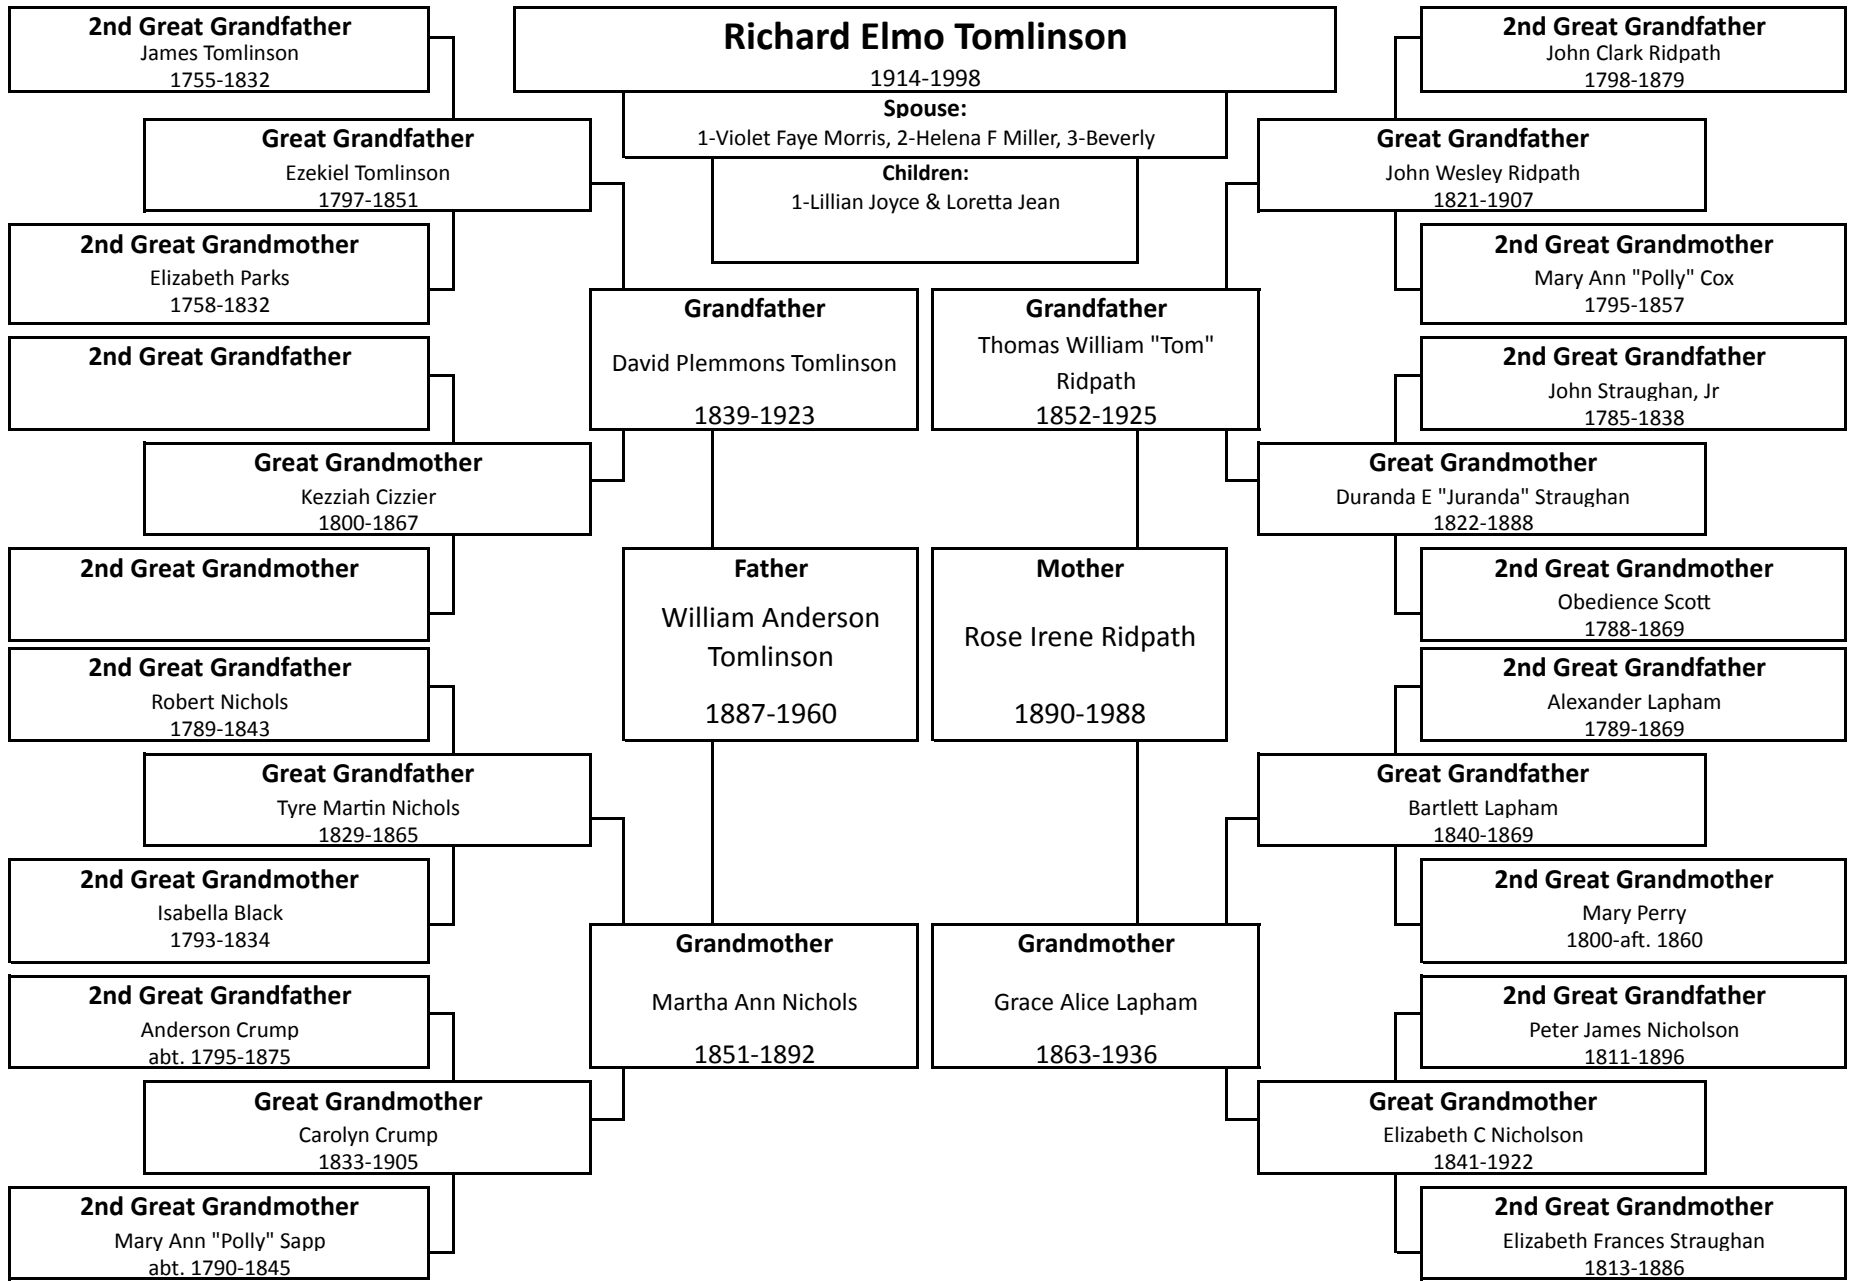 Richard Elmo Tomlinson
1914-1998
Spouse:
1-Violet Faye Morris, 2-Helena F Miller, 3-Beverly
Children:
1-Lillian Joyce & Loretta Jean
2nd Great Grandfather
James Tomlinson
1755-1832
Great Grandfather
Ezekiel Tomlinson
1797-1851
2nd Great Grandmother
Elizabeth Parks
1758-1832
2nd Great Grandfather
Great Grandmother
Kezziah Cizzier
1800-1867
2nd Great Grandmother
2nd Great Grandfather
Robert Nichols
1789-1843
Great Grandfather
Tyre Martin Nichols
1829-1865
2nd Great Grandmother
Isabella Black
1793-1834
2nd Great Grandfather
Anderson Crump
abt. 1795-1875
Great Grandmother
Carolyn Crump
1833-1905
2nd Great Grandmother
Mary Ann "Polly" Sapp
abt. 1790-1845
Grandfather
David Plemmons Tomlinson
1839-1923
Father
William Anderson
Tomlinson
1887-1960
Grandmother
Martha Ann Nichols
1851-1892
Grandfather
Thomas William "Tom"
Ridpath
1852-1925
Mother
Rose Irene Ridpath
1890-1988
Grandmother
Grace Alice Lapham
1863-1936
2nd Great Grandfather
John Clark Ridpath
1798-1879
Great Grandfather
John Wesley Ridpath
1821-1907
2nd Great Grandmother
Mary Ann "Polly" Cox
1795-1857
2nd Great Grandfather
John Straughan, Jr
1785-1838
Great Grandmother
Duranda E "Juranda" Straughan
1822-1888
2nd Great Grandmother
Obedience Scott
1788-1869
2nd Great Grandfather
Alexander Lapham
1789-1869
Great Grandfather
Bartlett Lapham
1840-1869
2nd Great Grandmother
Mary Perry
1800-aft. 1860
2nd Great Grandfather
Peter James Nicholson
1811-1896
Great Grandmother
Elizabeth C Nicholson
1841-1922
2nd Great Grandmother
Elizabeth Frances Straughan
1813-1886